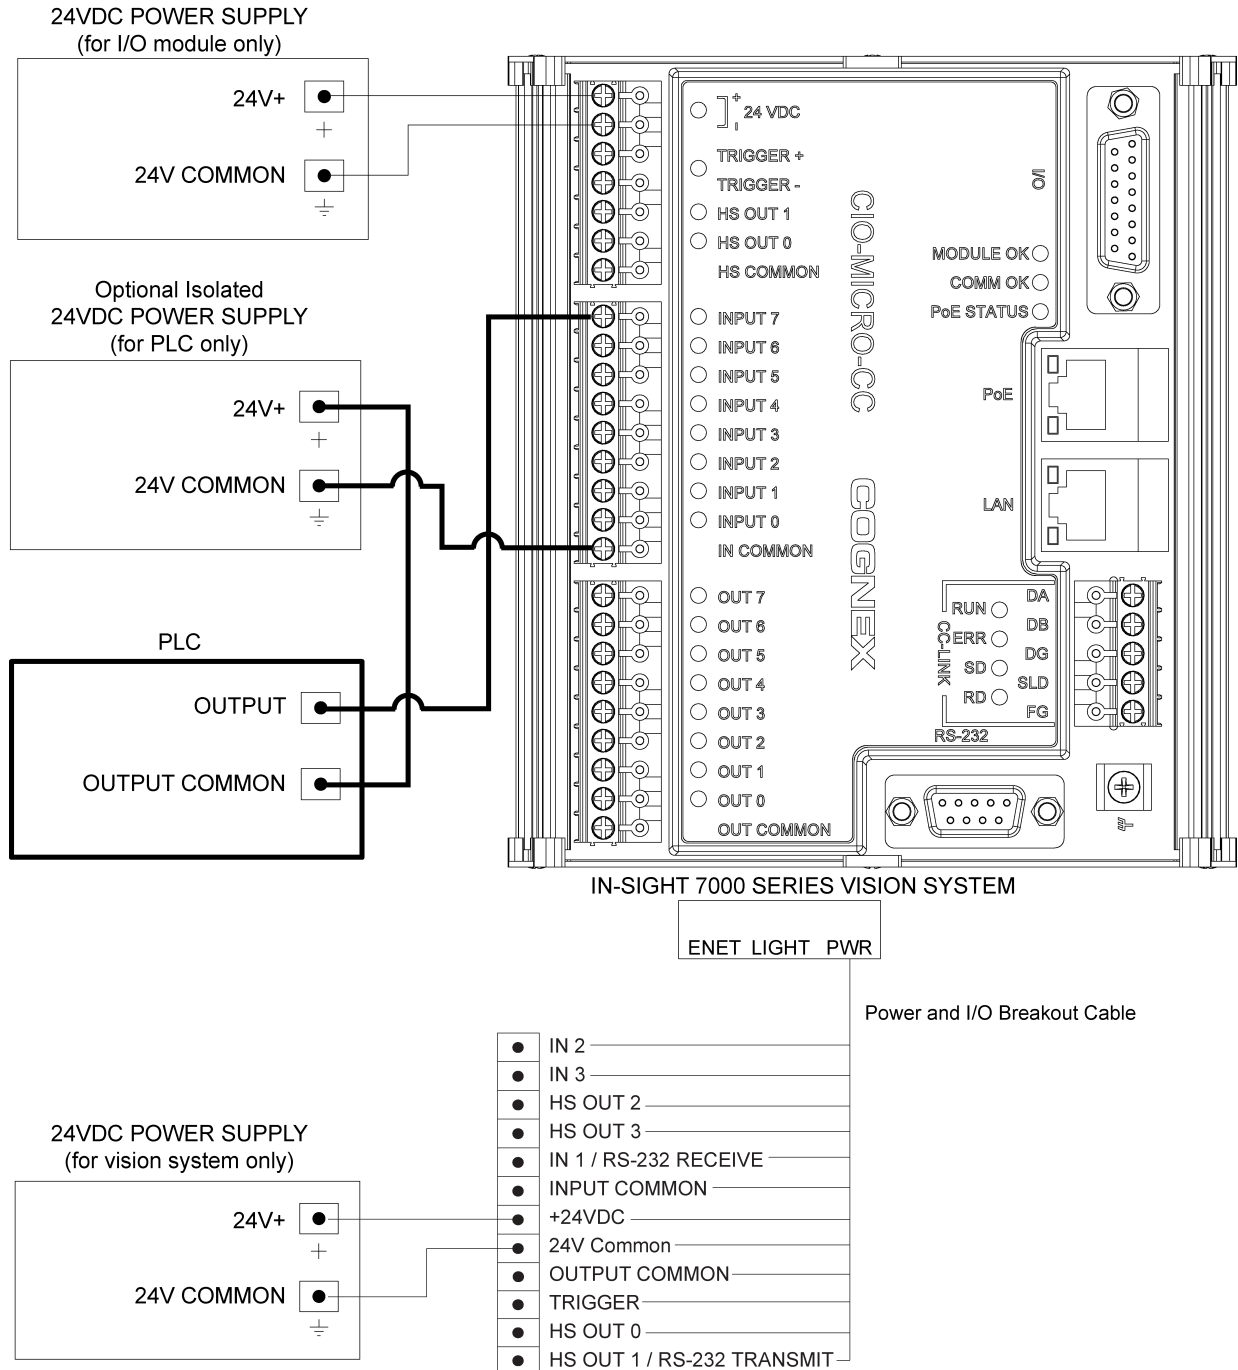 24VDC POWER SUPPLY
(for I/O module only)
24V+
+
24V COMMON
Optional Isolated
24VDC POWER SUPPLY
(for PLC only)
24V+
+
24V COMMON
PLC
OUTPUT
OUTPUT COMMON
+
24 VDC
-
TRIGGER +
TRIGGER -
HS OUT 1
HS OUT 0
HS COMMON
INPUT 7
INPUT 6
INPUT 5
INPUT 4
INPUT 3
INPUT 2
INPUT 1
INPUT 0
IN COMMON
OUT 7
OUT 6
OUT 5
OUT 4
OUT 3
OUT 2
OUT 1
OUT 0
OUT COMMON
CIO-MICRO-CC
COGNEX
I/O
MODULE OK
COMM OK
PoE STATUS
PoE
LAN
CC-LINK
RUN
ERR
SD
RD
DA
DB
DG
SLD
FG
RS-232
IN-SIGHT 7000 SERIES VISION SYSTEM
ENET LIGHT PWR
Power and I/O Breakout Cable
IN 2
IN 3
HS OUT 2
HS OUT 3
IN 1 / RS-232 RECEIVE
INPUT COMMON
+24VDC
24V Common
OUTPUT COMMON
TRIGGER
HS OUT 0
HS OUT 1 / RS-232 TRANSMIT
24VDC POWER SUPPLY
(for vision system only)
24V+
+
24V COMMON